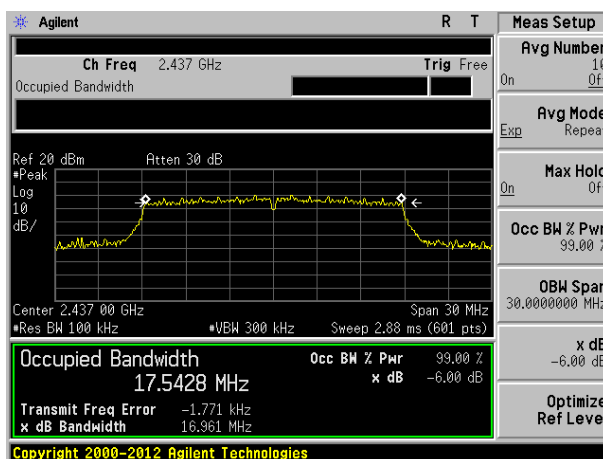 Agilent R T Meas Setup
Avg Number
10
On Of
Ch Freq 2.437 GHz Trig Free
Occupied Bandwidth
Avg Mode
Exp Repea
Ref 20 dBm Atten 30 dB
#Peak
Log
10
dB/
Max Hold
On Of
Occ BW % Pwr
99.00 %
OBW Span
30.0000000 MHz
Center 2.437 00 GHz Span 30 MHz
#Res BW 100 kHz #VBW 300 kHz Sweep 2.88 ms (601 pts)
x dB
-6.00 dB
Occupied Bandwidth Occ BW % Pwr 99.00 %
17.5428 MHz x dB -6.00 dB
Transmit Freq Error -1.771 kHz
x dB Bandwidth 16.961 MHz
Optimize
Ref Leve
Copyright 2000-2012 Agilent Technologies